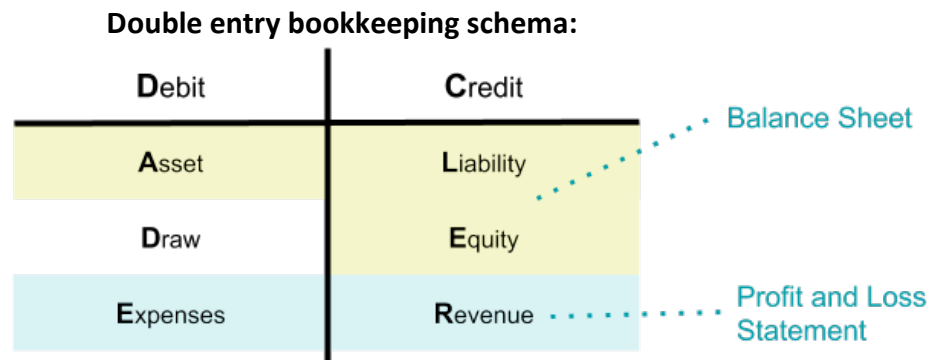 Double entry bookkeeping schema:
Debit Credit
Balance Sheet
Asset Liability
Draw Equity
Expenses Revenue
Profit and Loss
Statement